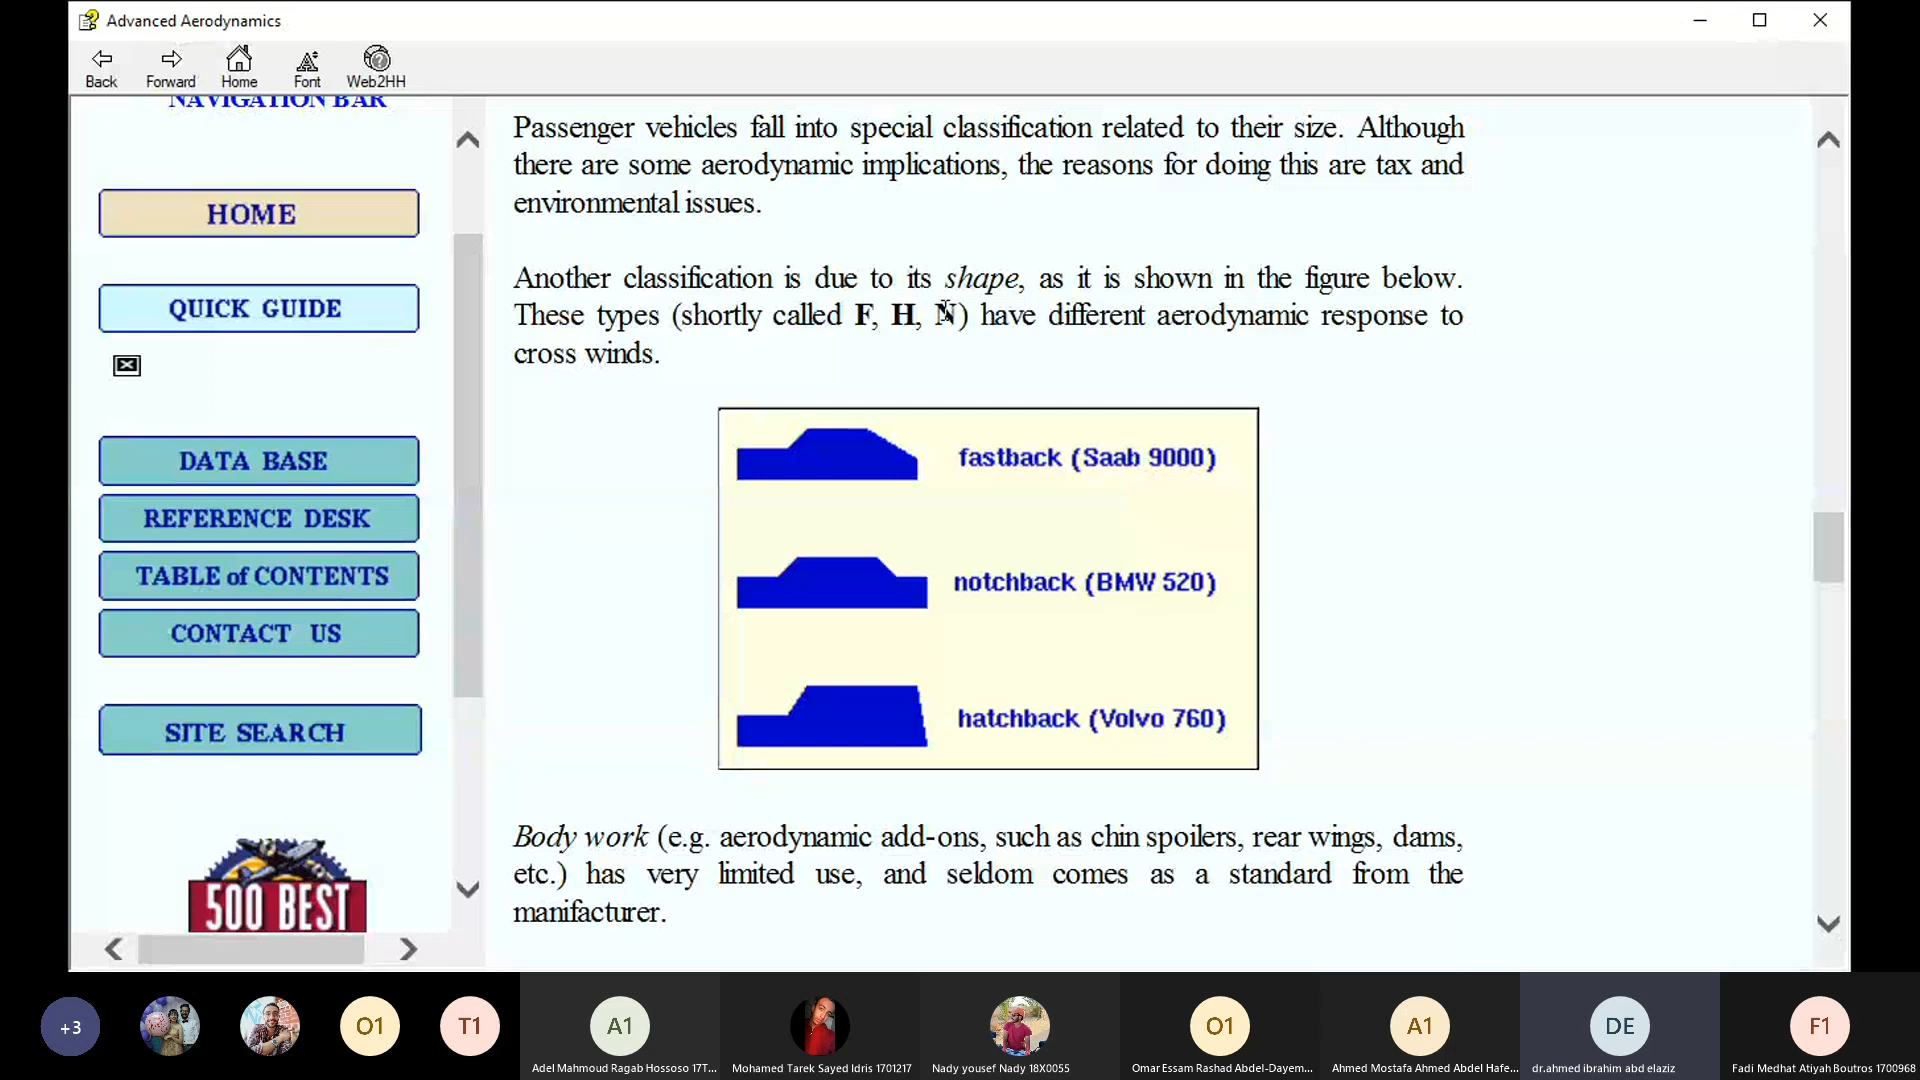 Advanced Aerodynamics
Back Forward Home Font Web2HH
NAVIGATION BAR
HOME
QUICK GUIDE
DATA BASE
REFERENCE DESK
TABLE of CONTENTS
CONTACT US
SITE SEARCH
500 BEST
Passenger vehicles fall into special classification related to their size. Although
there are some aerodynamic implications, the reasons for doing this are tax and
environmental issues.
Another classification is due to its shape, as it is shown in the figure below.
These types (shortly called F, H, N) have different aerodynamic response to
cross winds.
fastback (Saab 9000)
notchback (BMW 520)
hatchback (Volvo 760)
Body work (e.g. aerodynamic add-ons, such as chin spoilers, rear wings, dams,
etc.) has very limited use, and seldom comes as a standard from the
manifacturer.
+3
O1
T1
A1
O1
A1
DE
F1
Adel Mahmoud Ragab Hossoso 17T...
Mohamed Tarek Sayed Idris 1701217
Nady yousef Nady 18X0055
Omar Essam Rashad Abdel-Dayem...
Ahmed Mostafa Ahmed Abdel Hafe...
dr.ahmed ibrahim abd elaziz
Fadi Medhat Atiyah Boutros 1700968